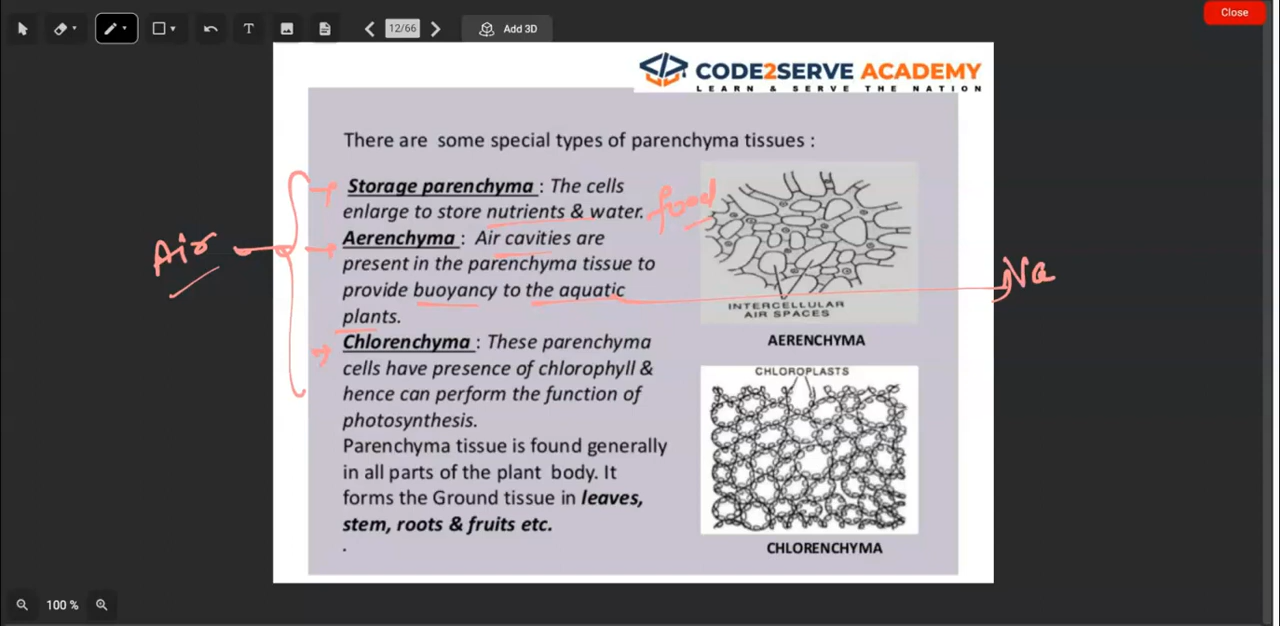 Close
T
12/66
Add 3D
CODE2SERVE ACADEMY
LEARN & SERVE THE NATION
There are some special types of parenchyma tissues :
Storage parenchyma : The cells
enlarge to store nutrients & water.
food
Aerenchyma : Air cavities are
present in the parenchyma tissue to
provide buoyancy to the aquatic
plants.
Air
Chlorenchyma : These parenchyma
cells have presence of chlorophyll &
hence can perform the function of
photosynthesis.
Parenchyma tissue is found generally
in all parts of the plant body. It
forms the Ground tissue in leaves,
stem, roots & fruits etc.
.
INTERCELLULAR
AIR SPACES
AERENCHYMA
CHLOROPLASTS
CHLORENCHYMA
100 %